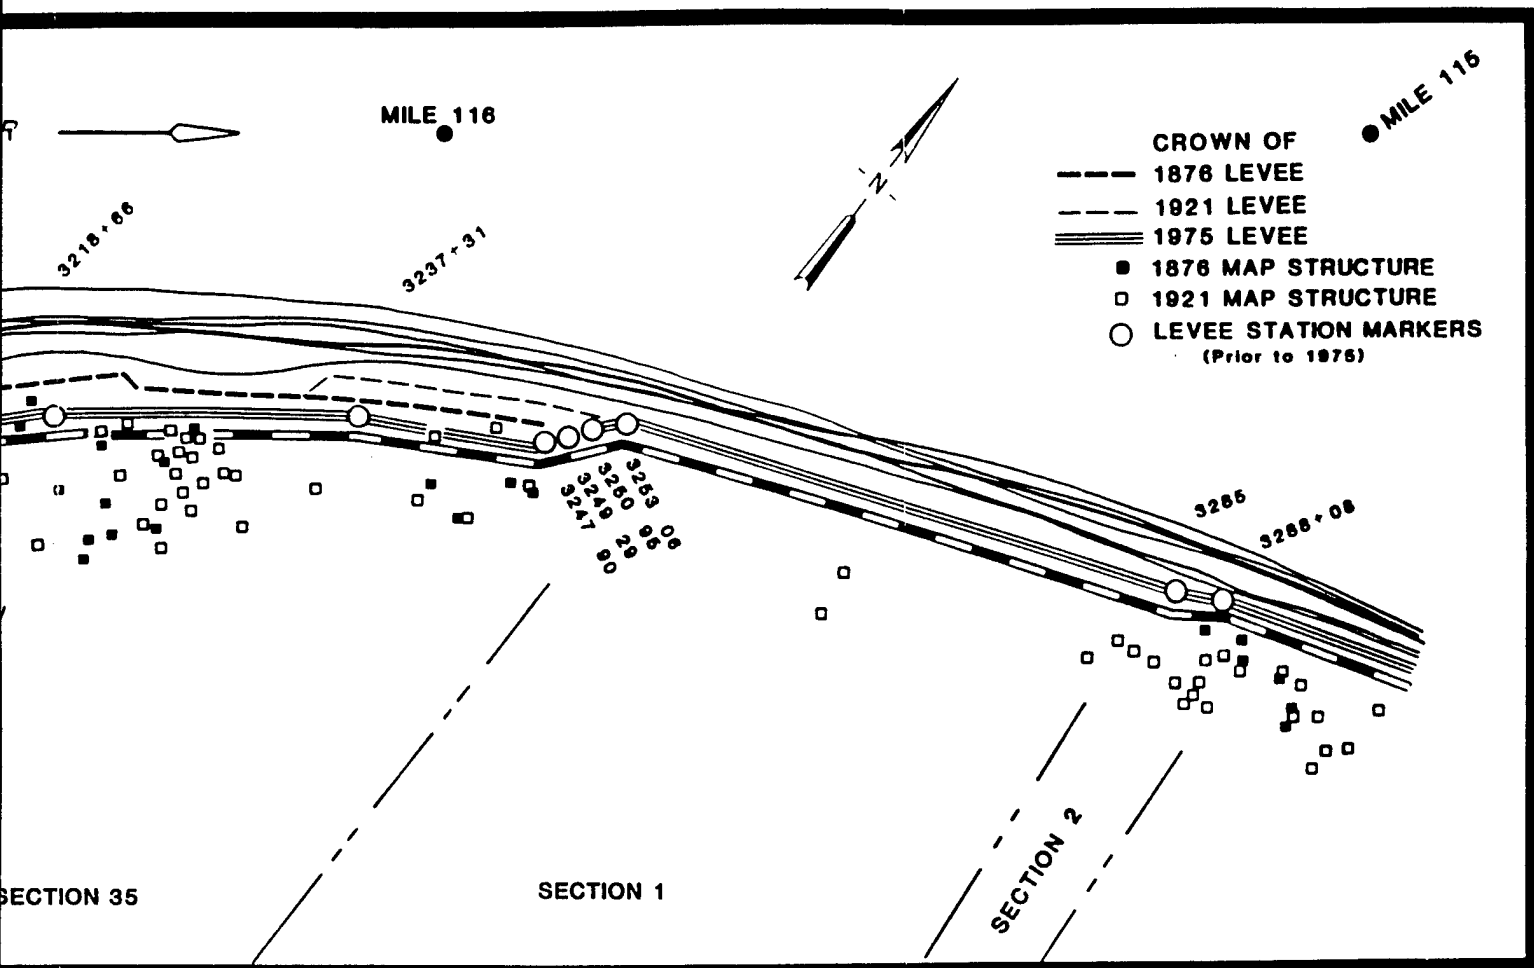 MILE 116
MILE 115
N
CROWN OF
1876 LEVEE
1921 LEVEE
1975 LEVEE
1876 MAP STRUCTURE
1921 MAP STRUCTURE
LEVEE STATION MARKERS
(Prior to 1975)
3218+66
3237+31
3247 90
3249 29
3250 95
3253 06
3285
3288+08
SECTION 35
SECTION 1
SECTION 2